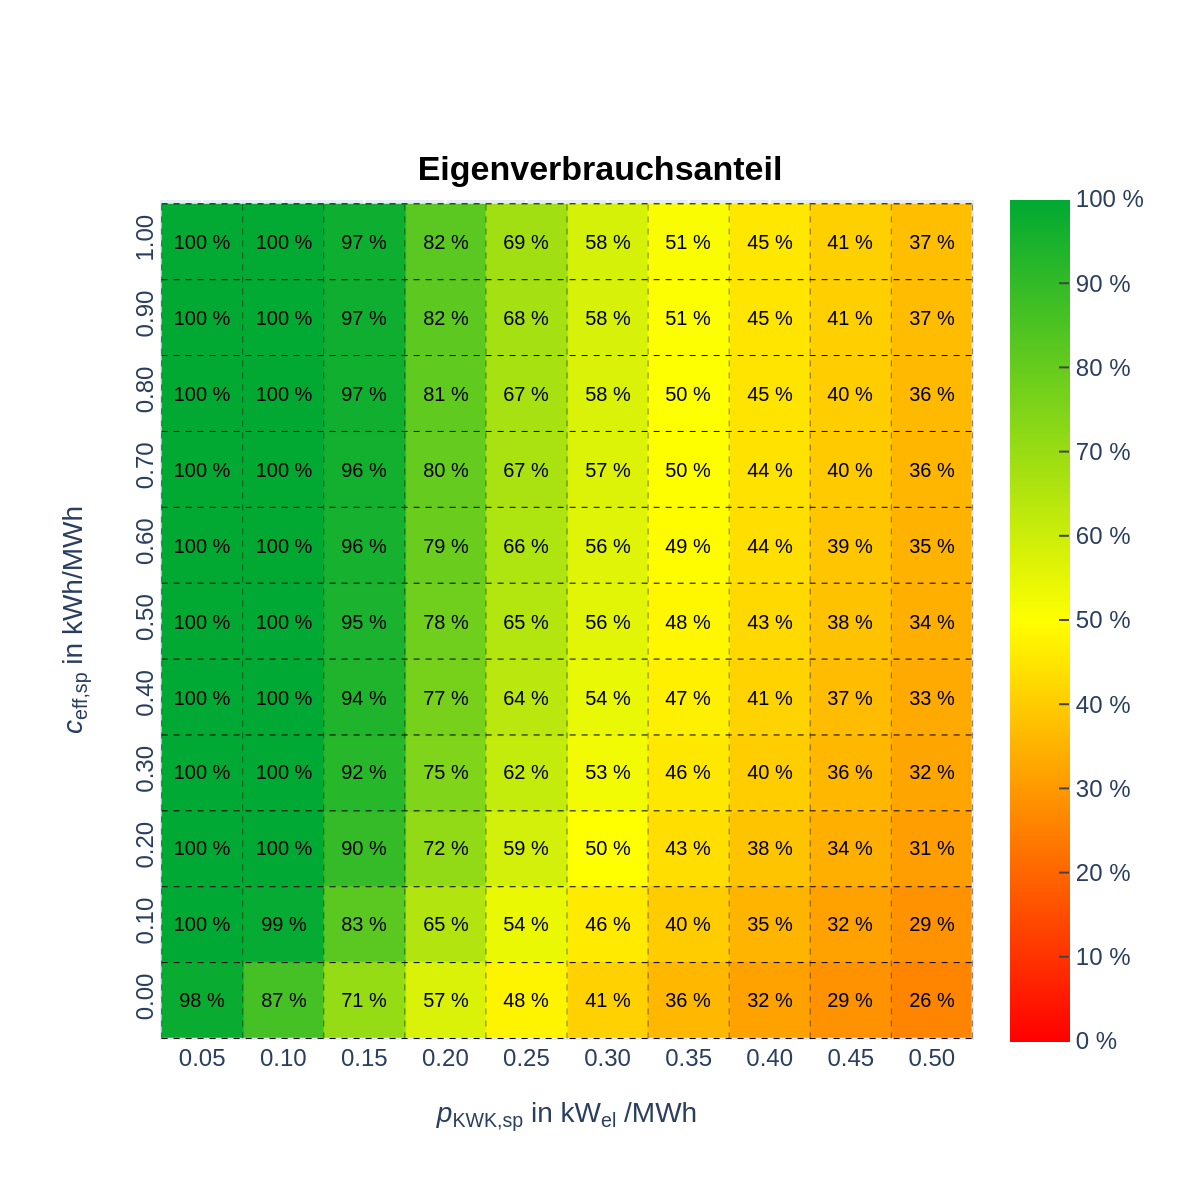 Eigenverbrauchsanteil
1.00 100 % 100 % 97 % 82 % 69 % 58 % 51 % 45 % 41 % 37 %
0.90 100 % 100 % 97 % 82 % 68 % 58 % 51 % 45 % 41 % 37 %
0.80 100 % 100 % 97 % 81 % 67 % 58 % 50 % 45 % 40 % 36 %
0.70 100 % 100 % 96 % 80 % 67 % 57 % 50 % 44 % 40 % 36 %
0.60 100 % 100 % 96 % 79 % 66 % 56 % 49 % 44 % 39 % 35 %
0.50 100 % 100 % 95 % 78 % 65 % 56 % 48 % 43 % 38 % 34 %
0.40 100 % 100 % 94 % 77 % 64 % 54 % 47 % 41 % 37 % 33 %
0.30 100 % 100 % 92 % 75 % 62 % 53 % 46 % 40 % 36 % 32 %
0.20 100 % 100 % 90 % 72 % 59 % 50 % 43 % 38 % 34 % 31 %
0.10 100 % 99 % 83 % 65 % 54 % 46 % 40 % 35 % 32 % 29 %
0.00 98 % 87 % 71 % 57 % 48 % 41 % 36 % 32 % 29 % 26 %
0.05 0.10 0.15 0.20 0.25 0.30 0.35 0.40 0.45 0.50
pKWK,sp in kWel /MWh
ceff,sp in kWh/MWh
100 %
90 %
80 %
70 %
60 %
50 %
40 %
30 %
20 %
10 %
0 %